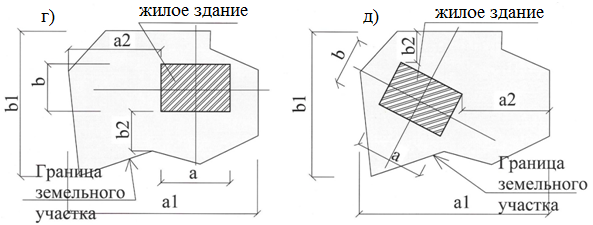 г)
жилое здание
a2
b
b1
b2
a
Граница
земельного
участка
a1
д)
жилое здание
b
b2
b1
a2
a
Граница
земельного
участка
a1